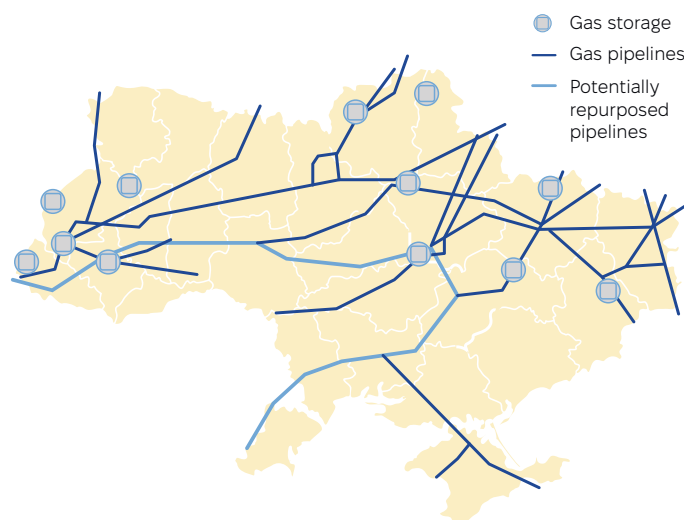 Gas storage
Gas pipelines
Potentially
repurposed
pipelines